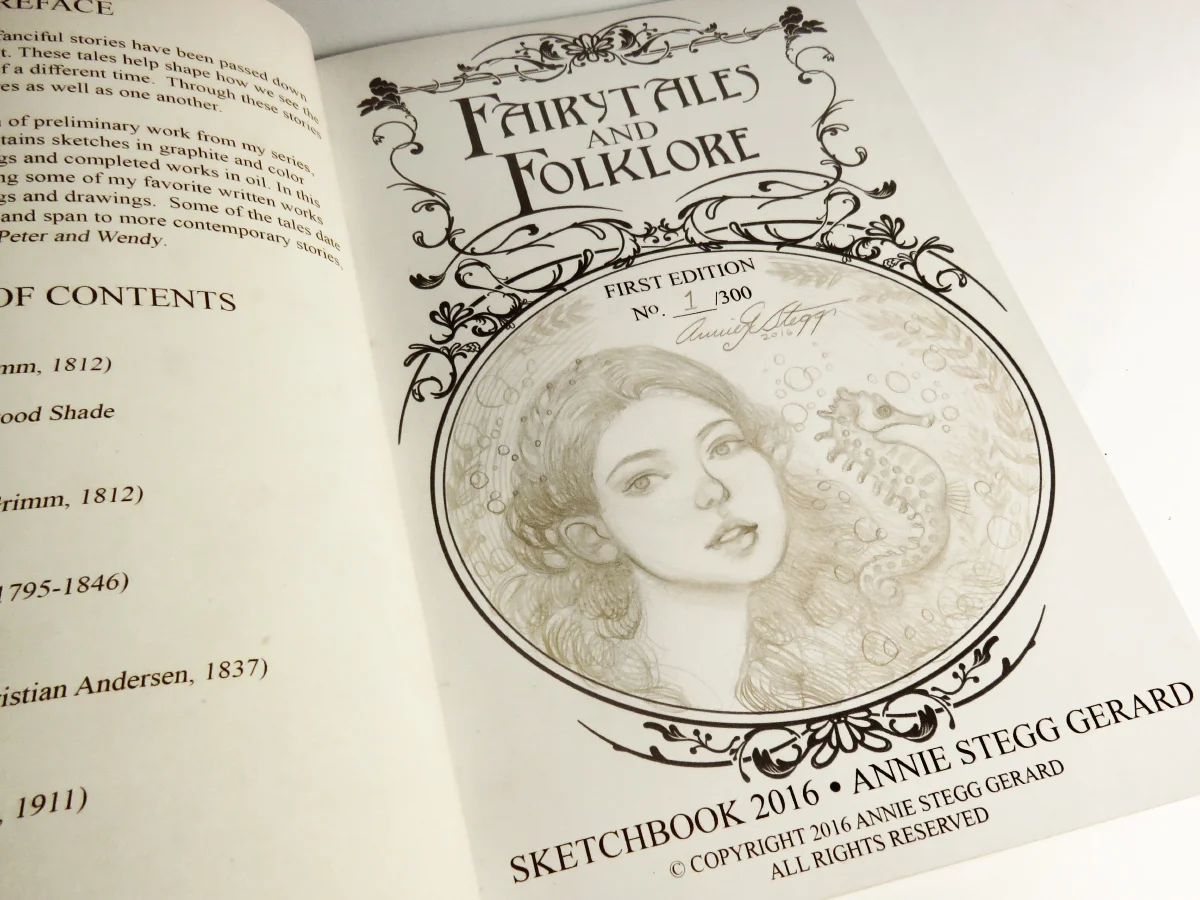 REFACE
anciful stories have been passed down
t. These tales help shape how we see the
f a different time. Through these stories
es as well as one another.
of preliminary work from my series,
tains sketches in graphite and color
gs and completed works in oil. In this
ng some of my favorite written works
gs and drawings. Some of the tales date
and span to more contemporary stories,
Peter and Wendy.
OF CONTENTS
mm, 1812)
ood Shade
Grimm, 1812)
1795-1846)
ristian Andersen, 1837)
, 1911)
FAIRYTALES
AND
FOLKLORE
FIRST EDITION
No. 1 /300
Annie Stegg
2016
SKETCHBOOK 2016 • ANNIE STEGG GERARD
© COPYRIGHT 2016 ANNIE STEGG GERARD
ALL RIGHTS RESERVED